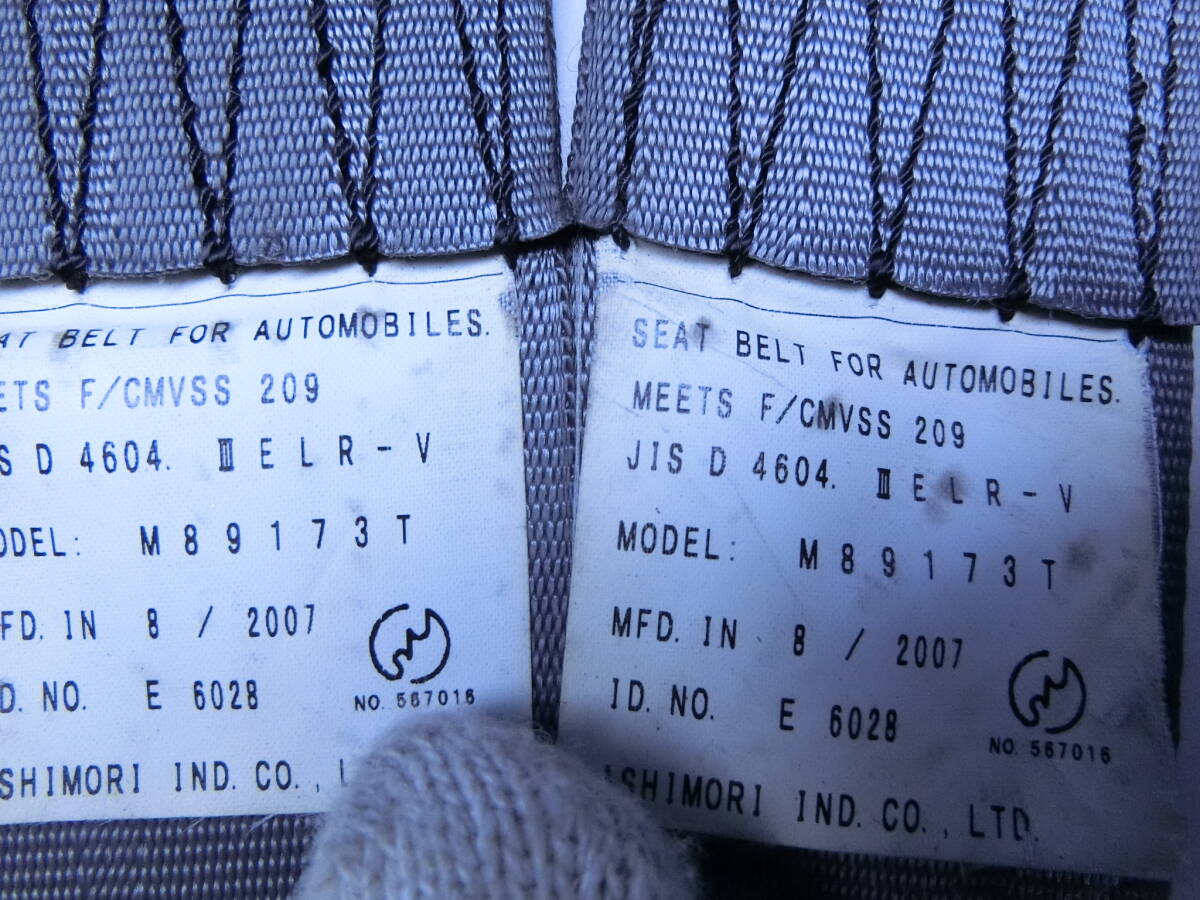 AT BELT FOR AUTOMOBILES.
ETS F/CMVSS 209
S D 4604. Ⅲ E L R - V
ODEL: M 8 9 1 7 3 T
FD. IN 8 / 2007
D. NO. E 6028
NO. 567016
SHIMORI IND. CO.,
SEAT BELT FOR AUTOMOBILES.
MEETS F/CMVSS 209
JIS D 4604. Ⅲ E L R - V
MODEL: M 8 9 1 7 3 T
MFD. IN 8 / 2007
ID. NO. E 6028
NO. 567016
ASHIMORI IND. CO., LTD.